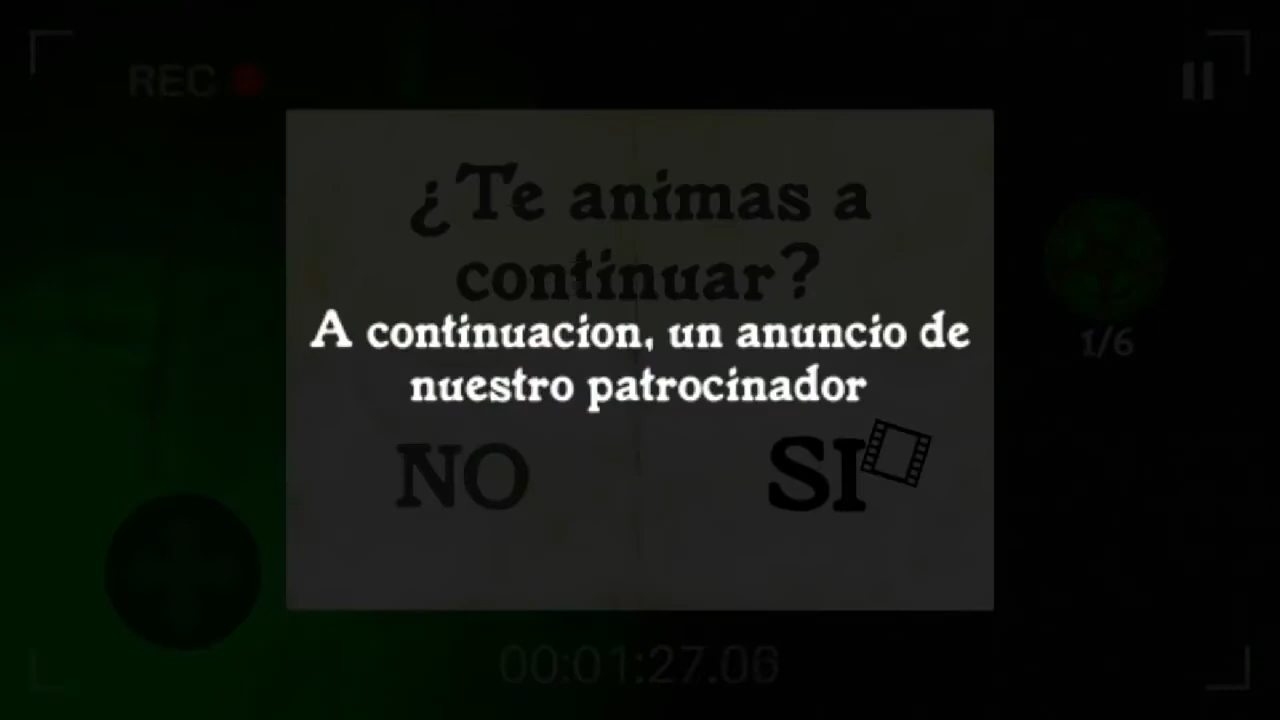 REC
¿Te animas a
continuar?
A continuacion, un anuncio de
nuestro patrocinador
1/6
NO
SI
00:01:27.06